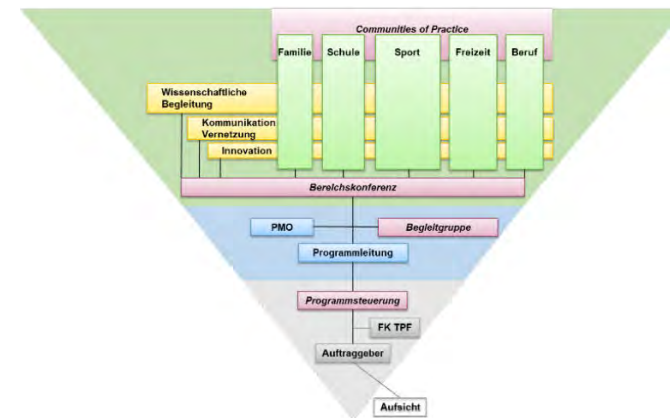 Communities of Practice
Familie Schule Sport Freizeit Beruf
Wissenschaftliche
Begleitung
Kommunikation
Vernetzung
Innovation
Bereichskonferenz
PMO Begleitgruppe
Programmleitung
Programmsteuerung
FK TPF
Auftraggeber
Aufsicht